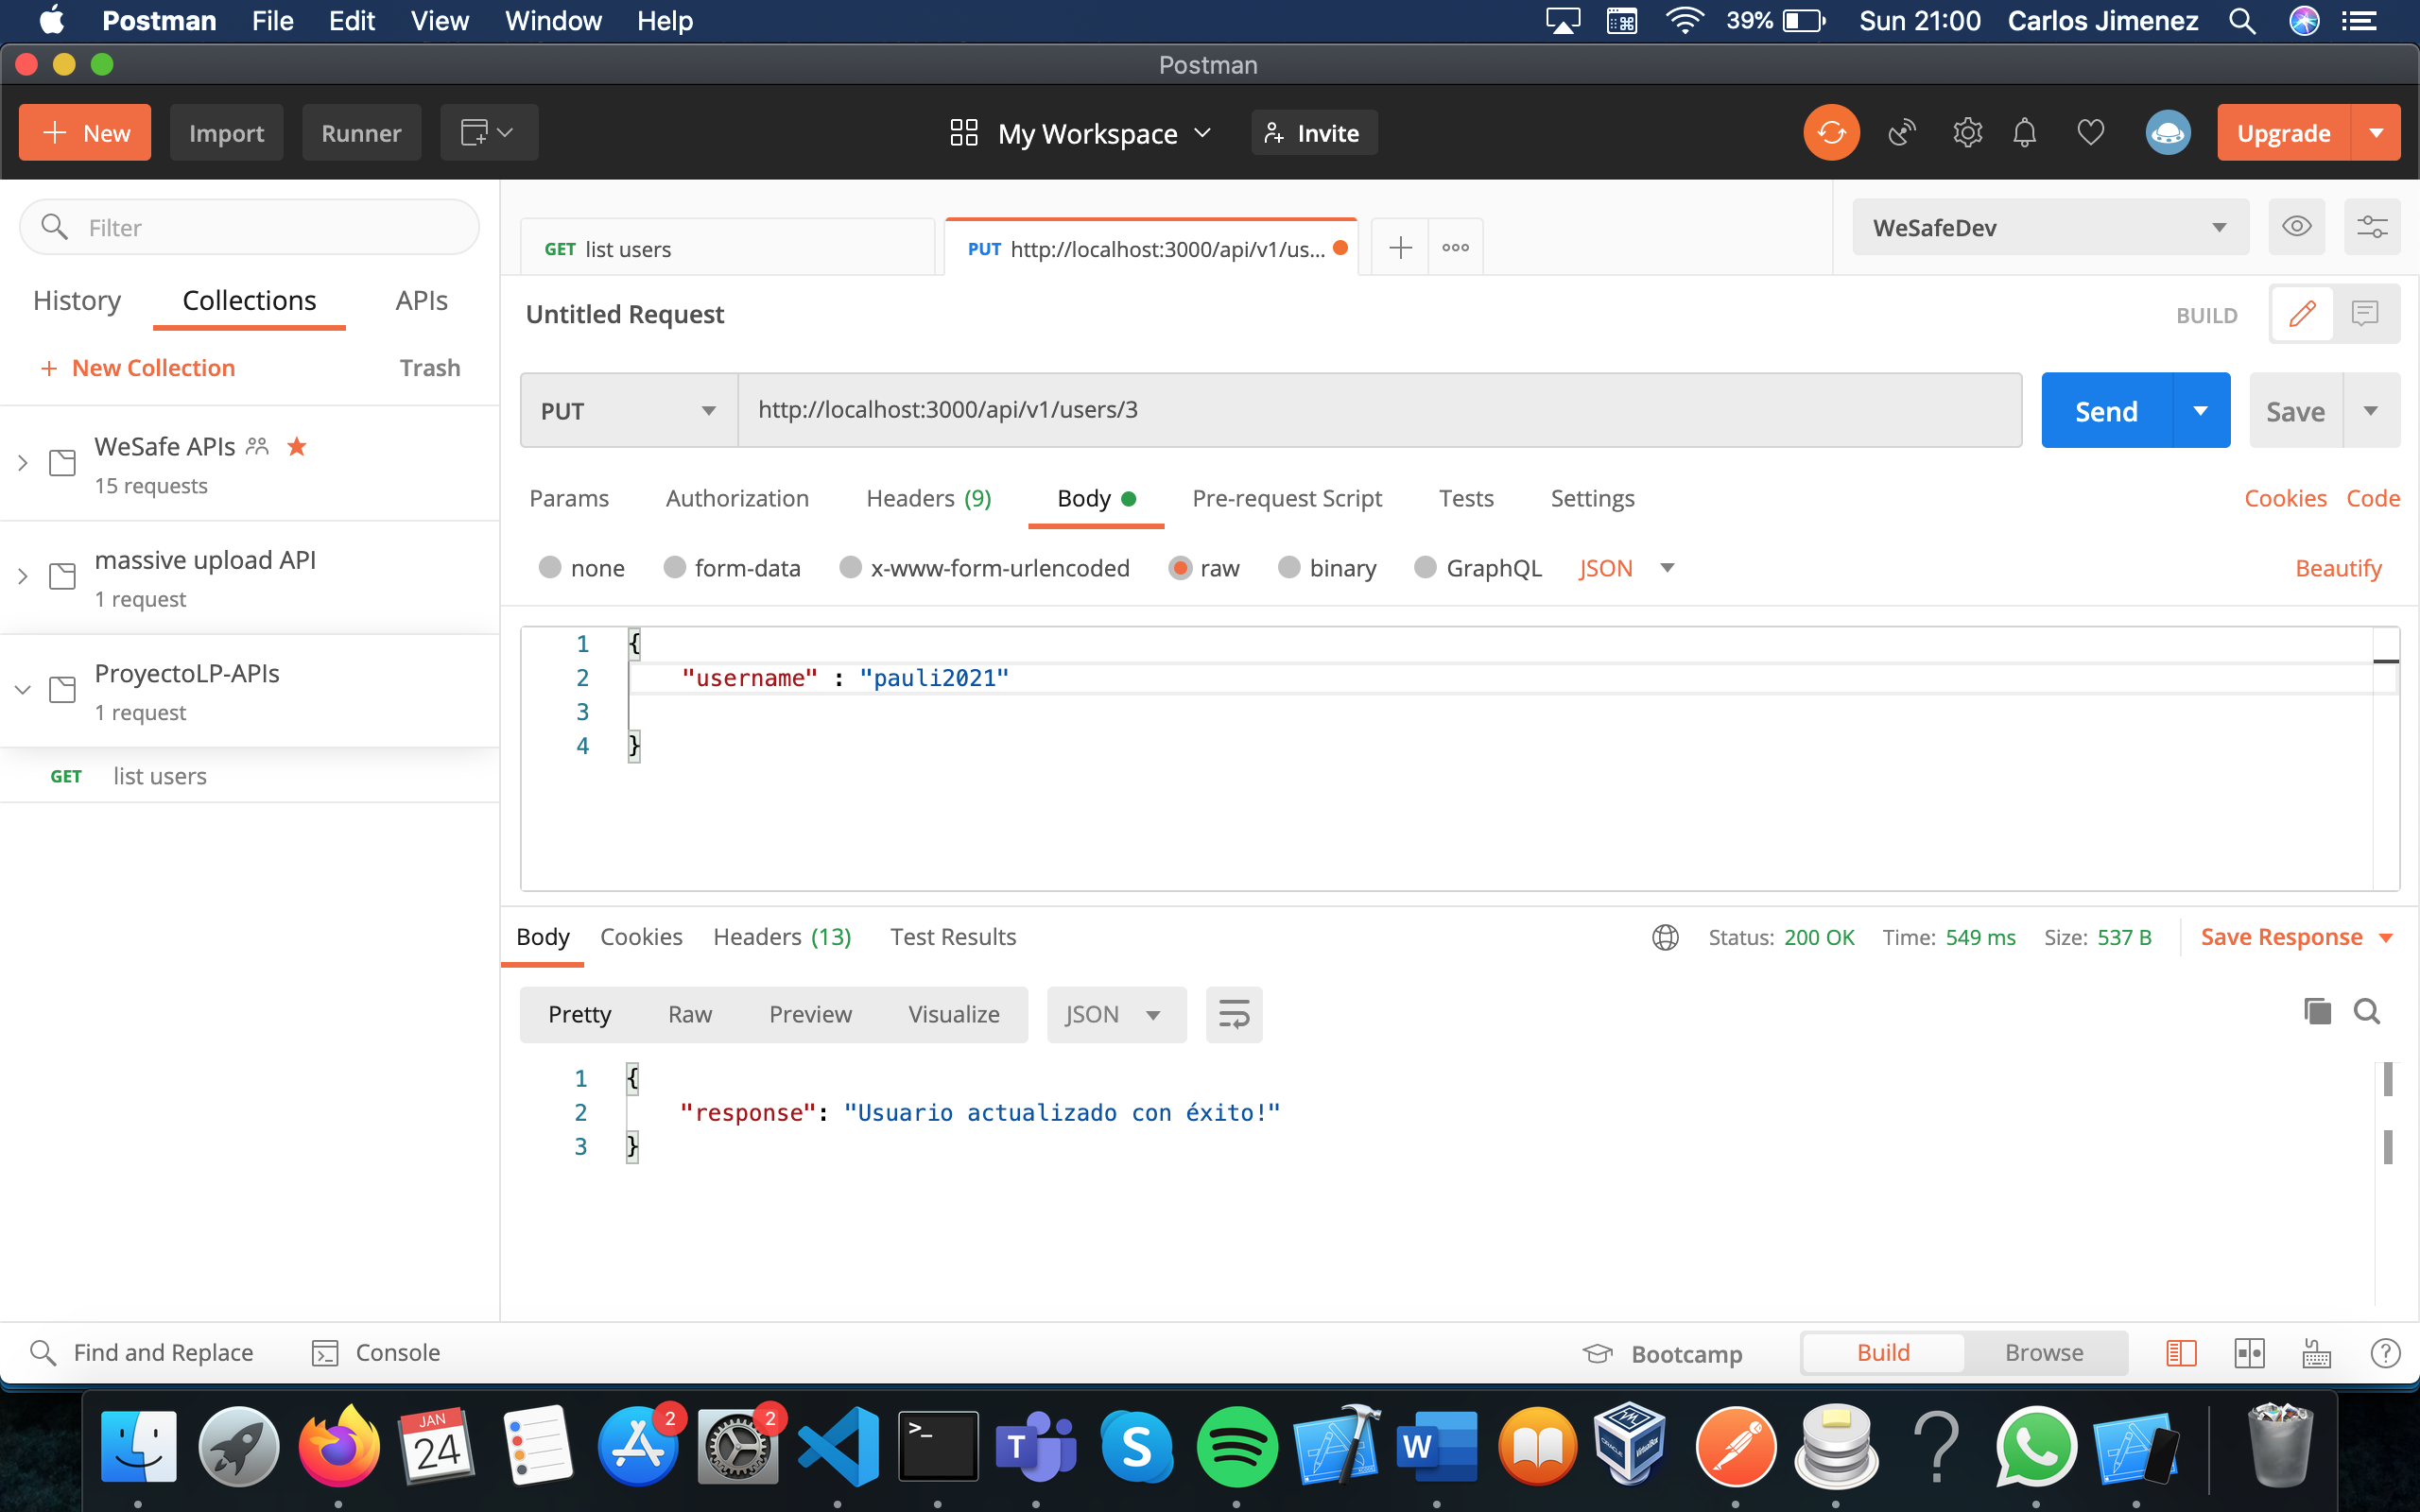 Postman File Edit View Window Help 39% Sun 21:00 Carlos Jimenez
Postman
New Import Runner My Workspace Invite Upgrade
Filter
GET list users PUT http://localhost:3000/api/v1/us... WeSafeDev
History Collections APIs
Untitled Request BUILD
+ New Collection Trash
PUT http://localhost:3000/api/v1/users/3 Send Save
WeSafe APIs
15 requests
Params Authorization Headers (9) Body Pre-request Script Tests Settings Cookies Code
massive upload API
1 request
none form-data x-www-form-urlencoded raw binary GraphQL JSON Beautify
ProyectoLP-APIs
1 request
GET list users
1 {
2 "username" : "pauli2021"
3
4 }
Body Cookies Headers (13) Test Results Status: 200 OK Time: 549 ms Size: 537 B Save Response
Pretty Raw Preview Visualize JSON
1 {
2 "response": "Usuario actualizado con éxito!"
3 }
Find and Replace Console Bootcamp Build Browse
JAN
24
2
2
>_
T
S
W
?